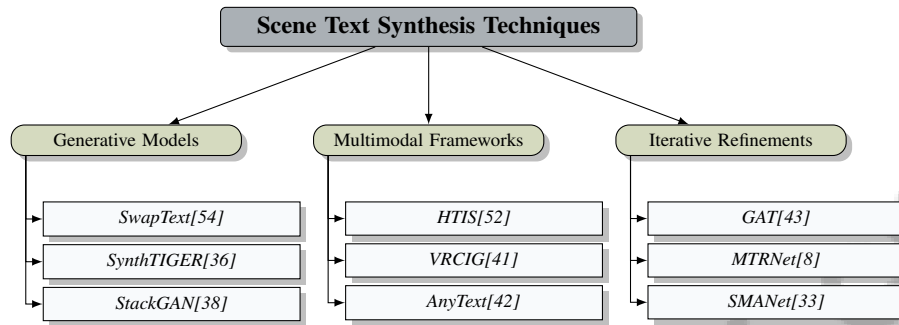 Scene Text Synthesis Techniques
Generative Models
Multimodal Frameworks
Iterative Refinements
SwapText[54]
HTIS[52]
GAT[43]
SynthTIGER[36]
VRCIG[41]
MTRNet[8]
StackGAN[38]
AnyText[42]
SMANet[33]